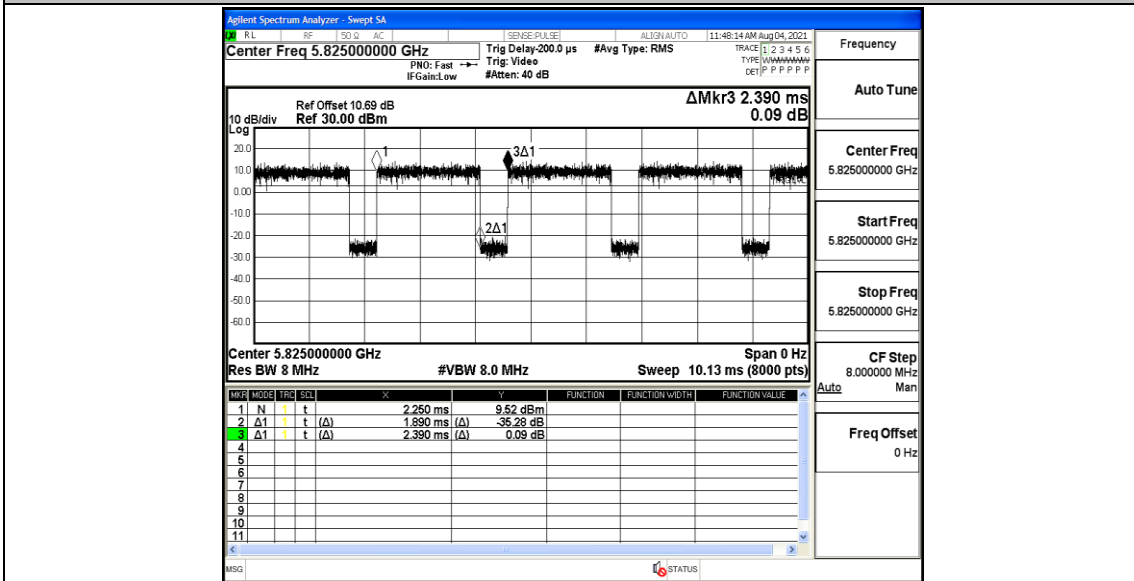 Agilent Spectrum Analyzer - Swept SA
RL RF 50 Ω AC SENSE:PULSE ALIGN AUTO 11:48:14 AM Aug 04, 2021
Center Freq 5.825000000 GHz
PNO: Fast
IFGain:Low
Trig Delay-200.0 µs
Trig: Video
#Atten: 40 dB
#Avg Type: RMS
TRACE 1 2 3 4 5 6
TYPE WWWWWW
DET P P P P P P
Frequency
Auto Tune
Center Freq
5.825000000 GHz
Start Freq
5.825000000 GHz
Stop Freq
5.825000000 GHz
CF Step
8.000000 MHz
Auto Man
Freq Offset
0 Hz
ΔMkr3 2.390 ms
0.09 dB
10 dB/div
Log
Ref Offset 10.69 dB
Ref 30.00 dBm
20.0
10.0
0.00
-10.0
-20.0
-30.0
-40.0
-50.0
-60.0
1
3Δ1
2Δ1
Center 5.825000000 GHz Span 0 Hz
Res BW 8 MHz #VBW 8.0 MHz Sweep 10.13 ms (8000 pts)
MKR MODE TRC SCL X Y FUNCTION FUNCTION WIDTH FUNCTION VALUE
1 N 1 t 2.250 ms 9.52 dBm
2 Δ1 1 t (Δ) 1.890 ms (Δ) -35.28 dB
3 Δ1 1 t (Δ) 2.390 ms (Δ) 0.09 dB
4
5
6
7
8
9
10
11
MSG STATUS